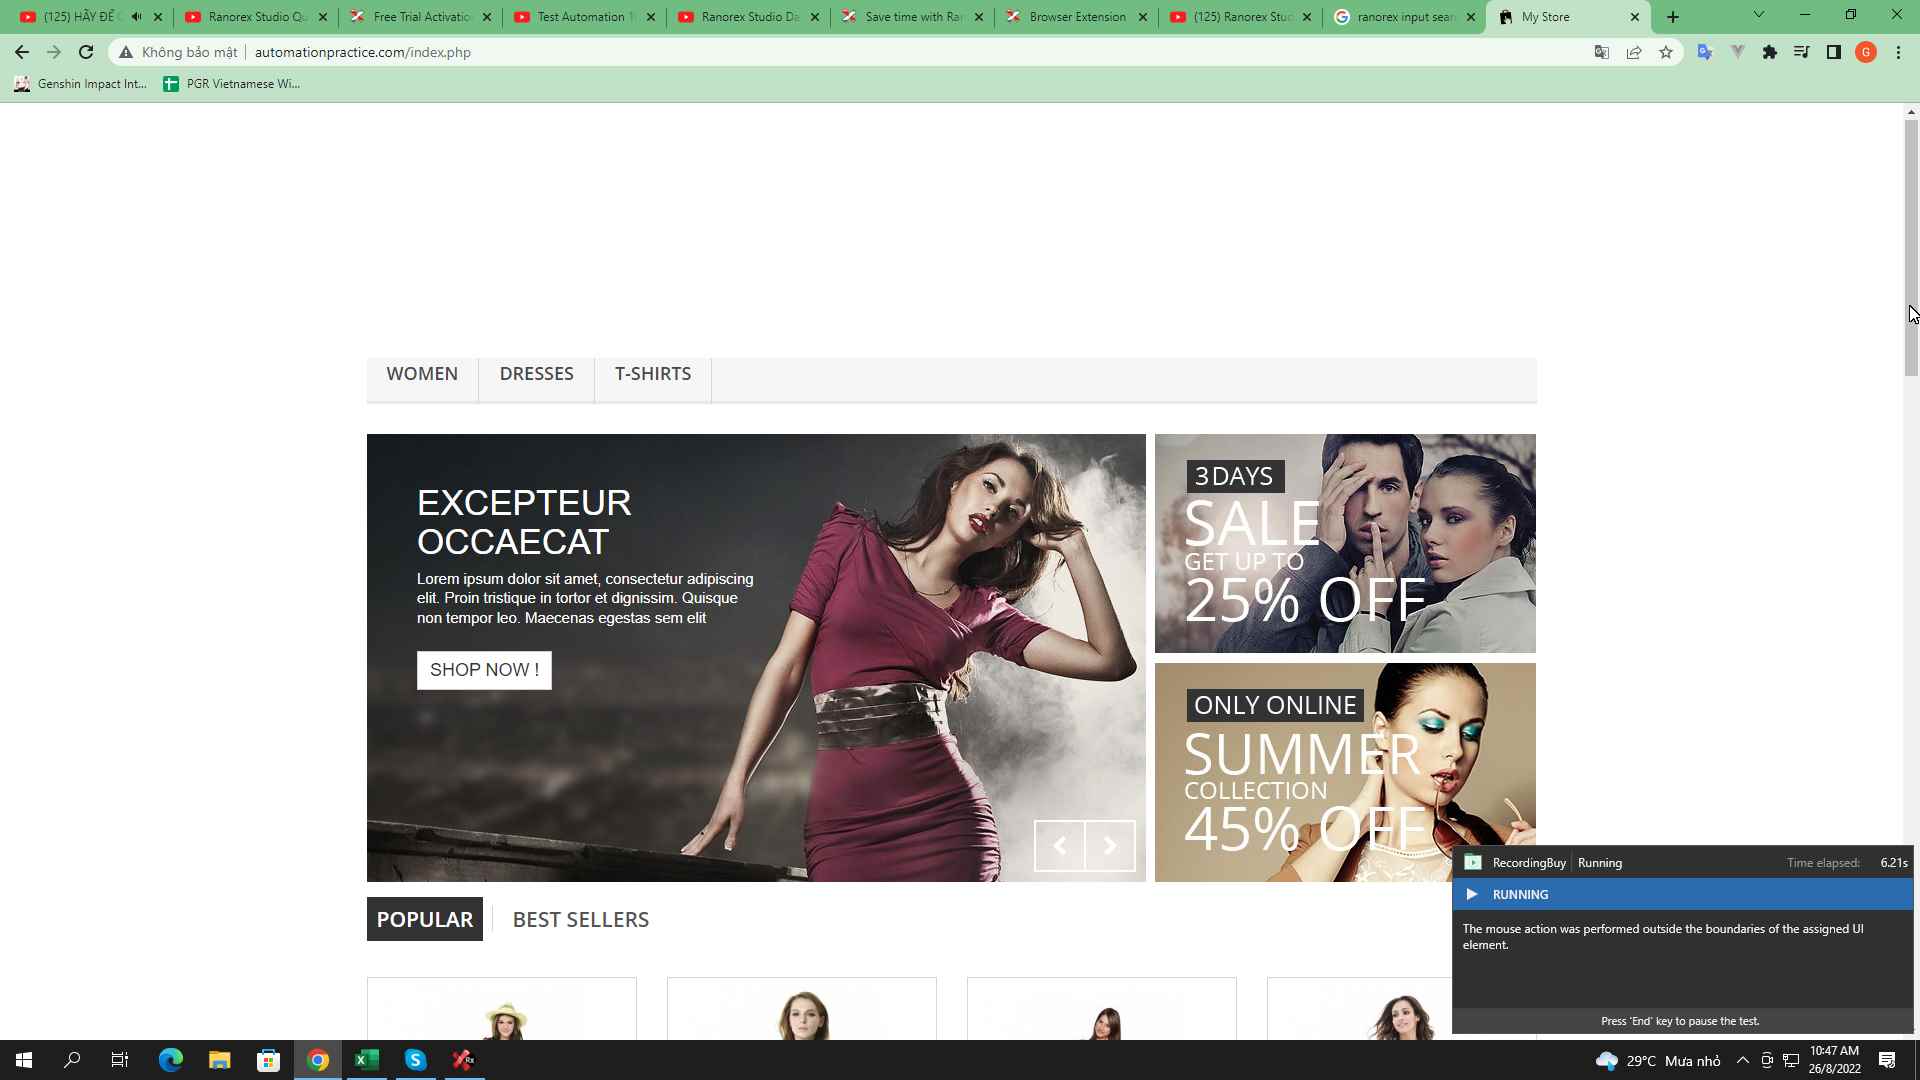 (125) HÃY ĐỂ
Ranorex Studio Qu
Free Trial Activatio
Test Automation 1
Ranorex Studio Da
Save time with Ran
Browser Extension
(125) Ranorex Stud
ranorex input sear
My Store
Không bảo mật
automationpractice.com/index.php
G
Genshin Impact Int...
PGR Vietnamese Wi...
WOMEN
DRESSES
T-SHIRTS
EXCEPTEUR
OCCAECAT
Lorem ipsum dolor sit amet, consectetur adipiscing
elit. Proin tristique in tortor et dignissim. Quisque
non tempor leo. Maecenas egestas sem elit
SHOP NOW !
3 DAYS
SALE
GET UP TO
25% OFF
ONLY ONLINE
SUMMER
COLLECTION
45% OFF
POPULAR
BEST SELLERS
RecordingBuy
Running
Time elapsed:
6.21s
RUNNING
The mouse action was performed outside the boundaries of the assigned UI
element.
Press 'End' key to pause the test.
29°C Mưa nhỏ
10:47 AM
26/8/2022